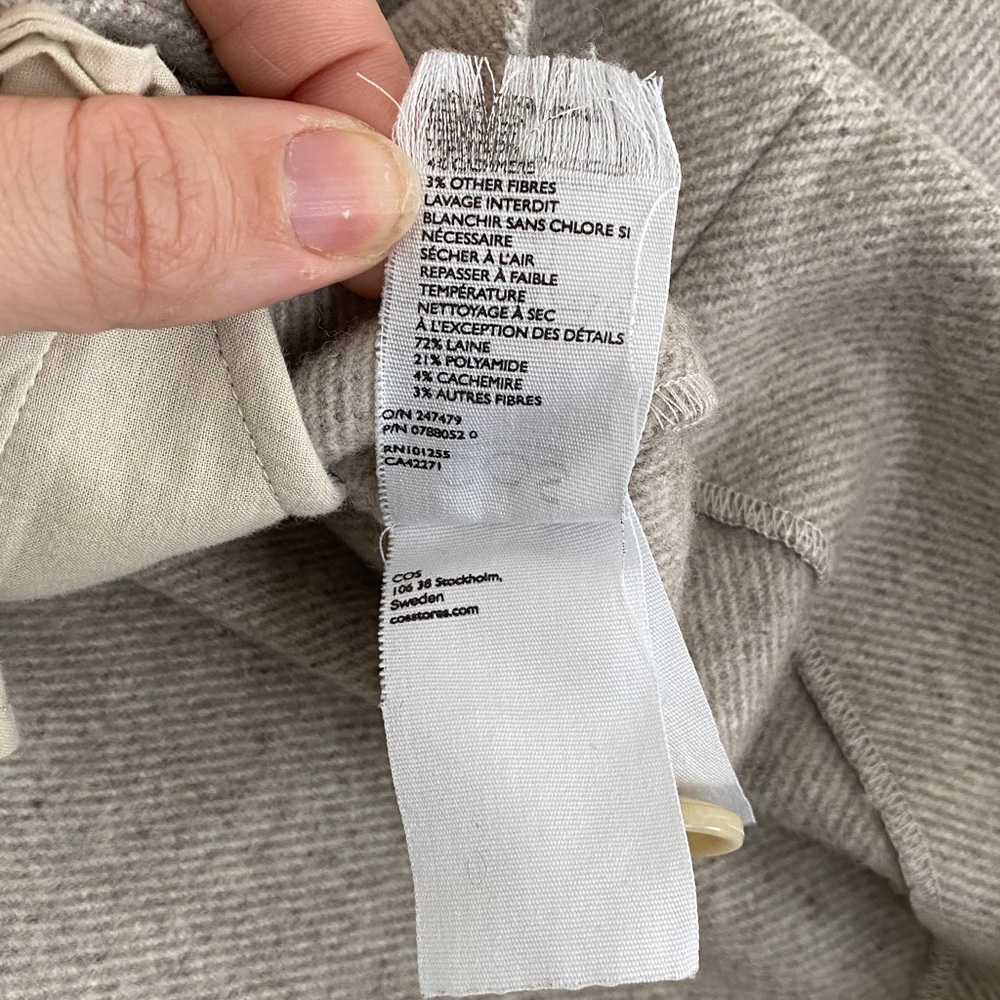 4% CASHMERE
3% OTHER FIBRES
LAVAGE INTERDIT
BLANCHIR SANS CHLORE SI
NÉCESSAIRE
SÉCHER À L'AIR
REPASSER À FAIBLE
TEMPÉRATURE
NETTOYAGE À SEC
À L'EXCEPTION DES DÉTAILS
72% LAINE
21% POLYAMIDE
4% CACHEMIRE
3% AUTRES FIBRES
O/N 247479
P/N 0788052 0
RN101255
CA42271
COS
106 38 Stockholm,
Sweden
cosstores.com